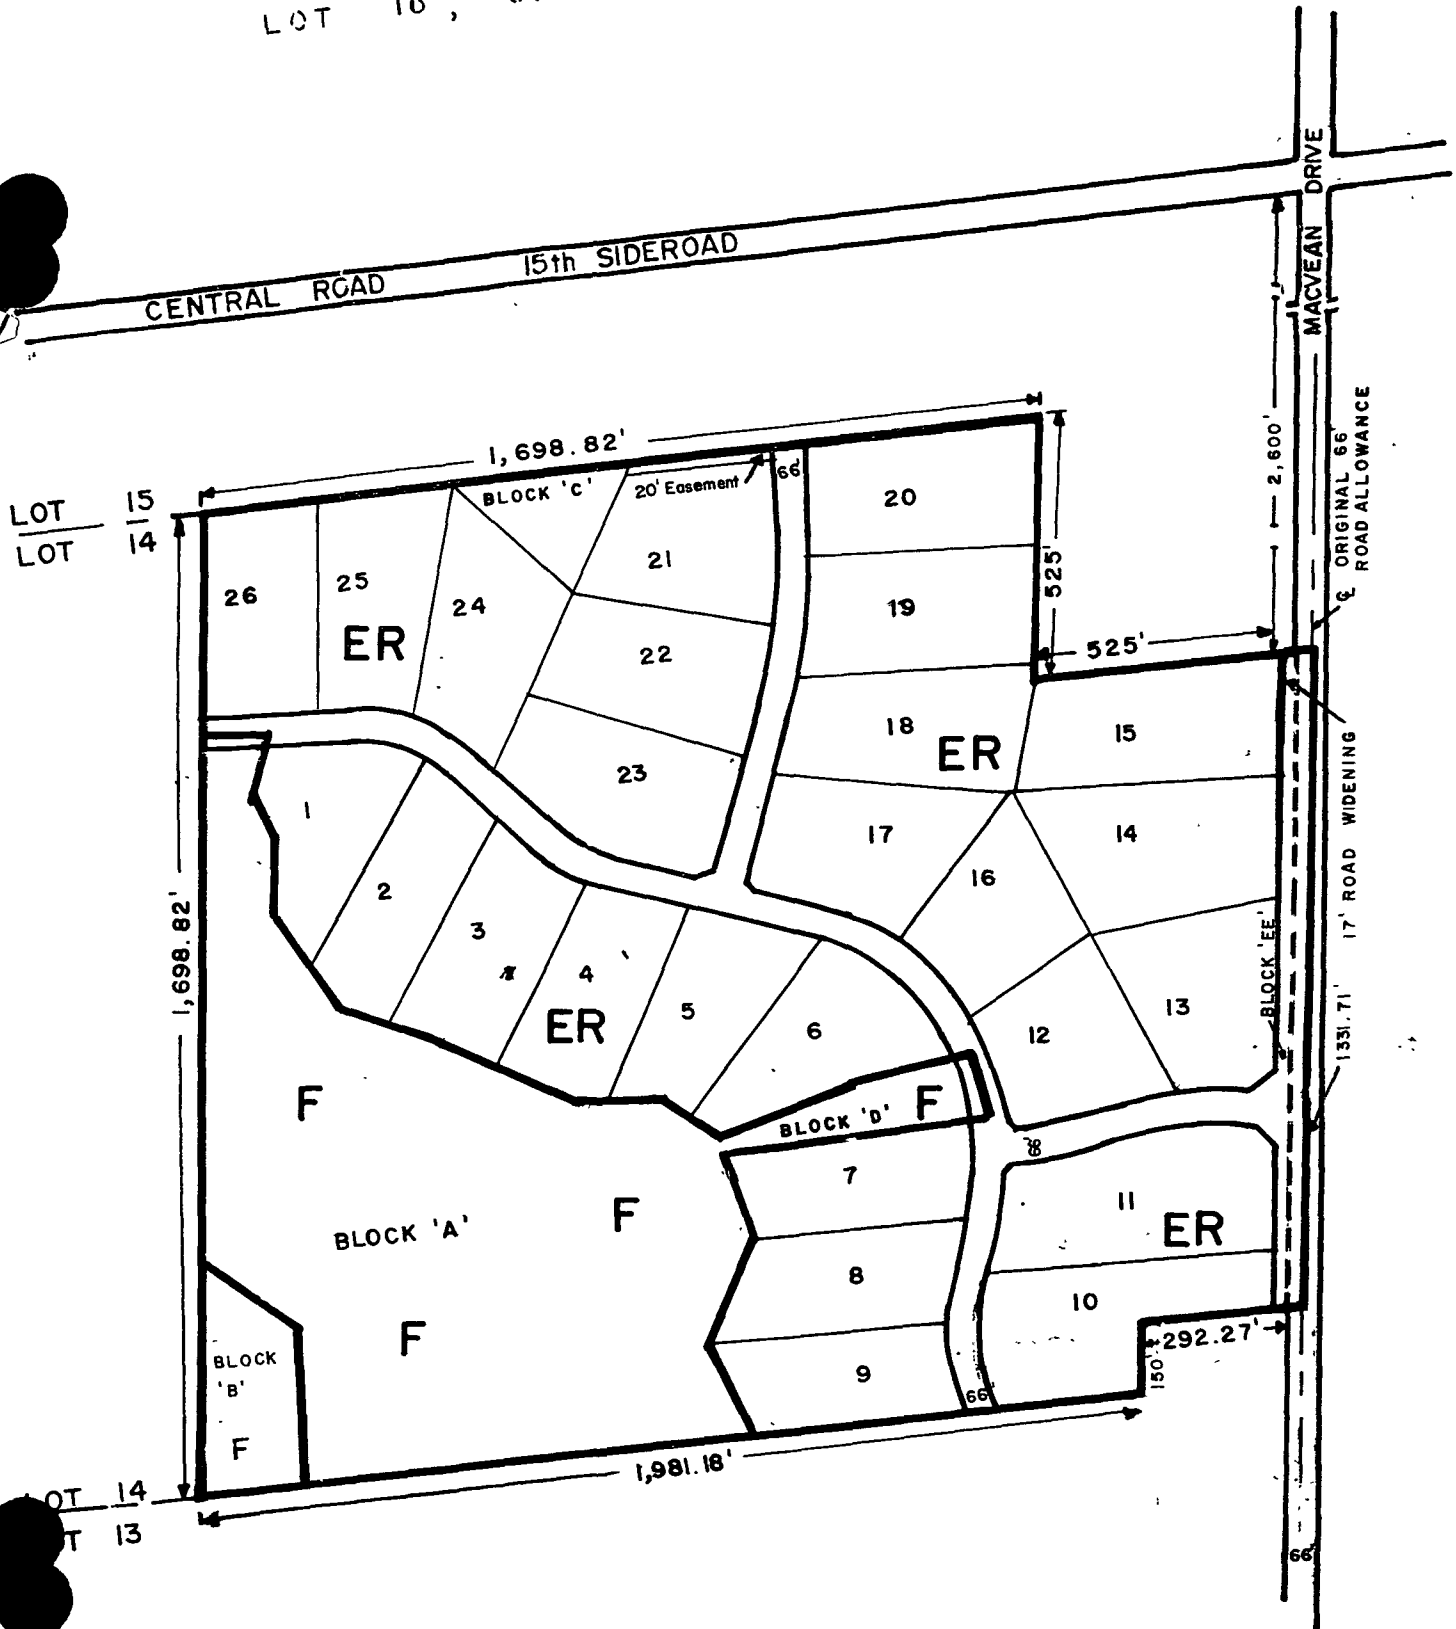 LOT 18,
MACVEAN DRIVE
CENTRAL ROAD 15th SIDEROAD
1,698.82'
LOT 15
LOT 14
BLOCK 'C'
20' Easement
66'
20
525'
2,600'
℄ ORIGINAL 66'
ROAD ALLOWANCE
26
25
24
21
19
ER
22
525'
18
ER
15
23
17' ROAD WIDENING
1
17
14
2
16
3
4
1,698.82'
ER
5
6
12
13
BLOCK 'EE'
1331.71'
F
BLOCK 'D' F
66
7
11
ER
BLOCK 'A'
F
8
10
F
292.27'
150'
BLOCK
'B'
F
9
66'
1,981.18'
LOT 14
13
66'